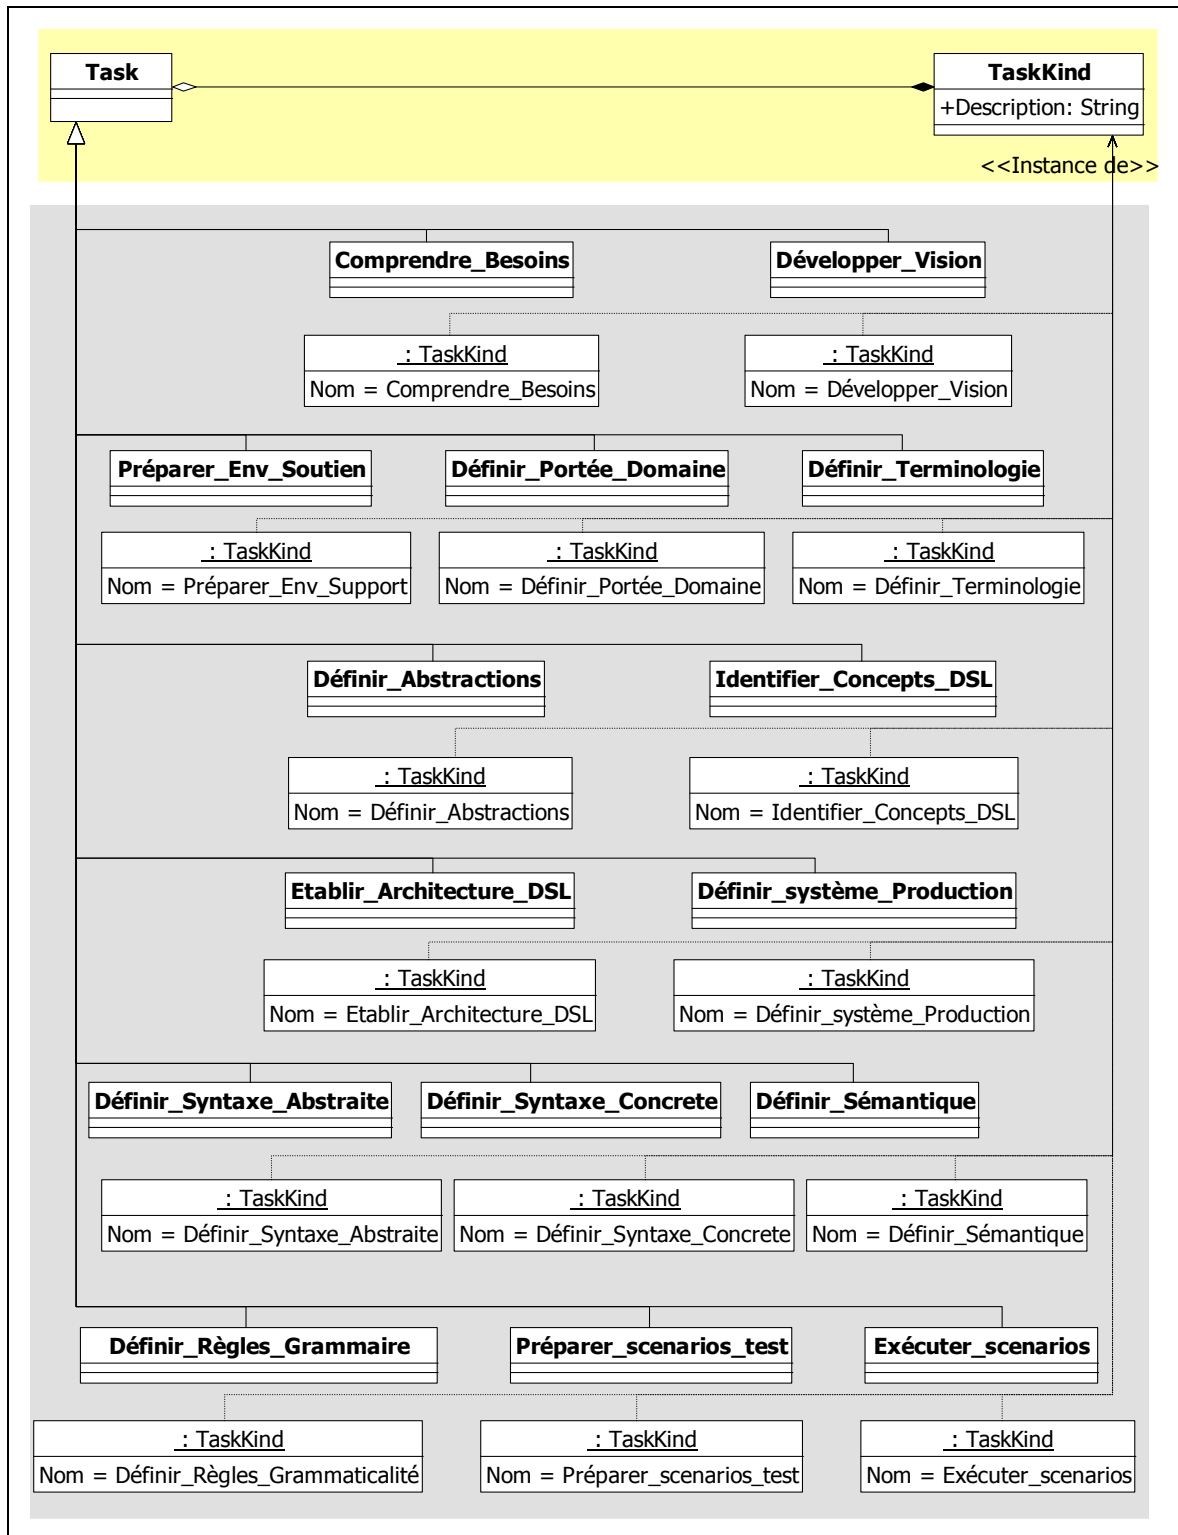 Task
TaskKind
+Description: String
<<Instance de>>
Comprendre_Besoins
Développer_Vision
: TaskKind
Nom = Comprendre_Besoins
: TaskKind
Nom = Développer_Vision
Préparer_Env_Soutien
Définir_Portée_Domaine
Définir_Terminologie
: TaskKind
Nom = Préparer_Env_Support
: TaskKind
Nom = Définir_Portée_Domaine
: TaskKind
Nom = Définir_Terminologie
Définir_Abstractions
Identifier_Concepts_DSL
: TaskKind
Nom = Définir_Abstractions
: TaskKind
Nom = Identifier_Concepts_DSL
Etablir_Architecture_DSL
Définir_système_Production
: TaskKind
Nom = Etablir_Architecture_DSL
: TaskKind
Nom = Définir_système_Production
Définir_Syntaxe_Abstraite
Définir_Syntaxe_Concrete
Définir_Sémantique
: TaskKind
Nom = Définir_Syntaxe_Abstraite
: TaskKind
Nom = Définir_Syntaxe_Concrete
: TaskKind
Nom = Définir_Sémantique
Définir_Règles_Grammaire
Préparer_scenarios_test
Exécuter_scenarios
: TaskKind
Nom = Définir_Règles_Grammaticalité
: TaskKind
Nom = Préparer_scenarios_test
: TaskKind
Nom = Exécuter_scenarios